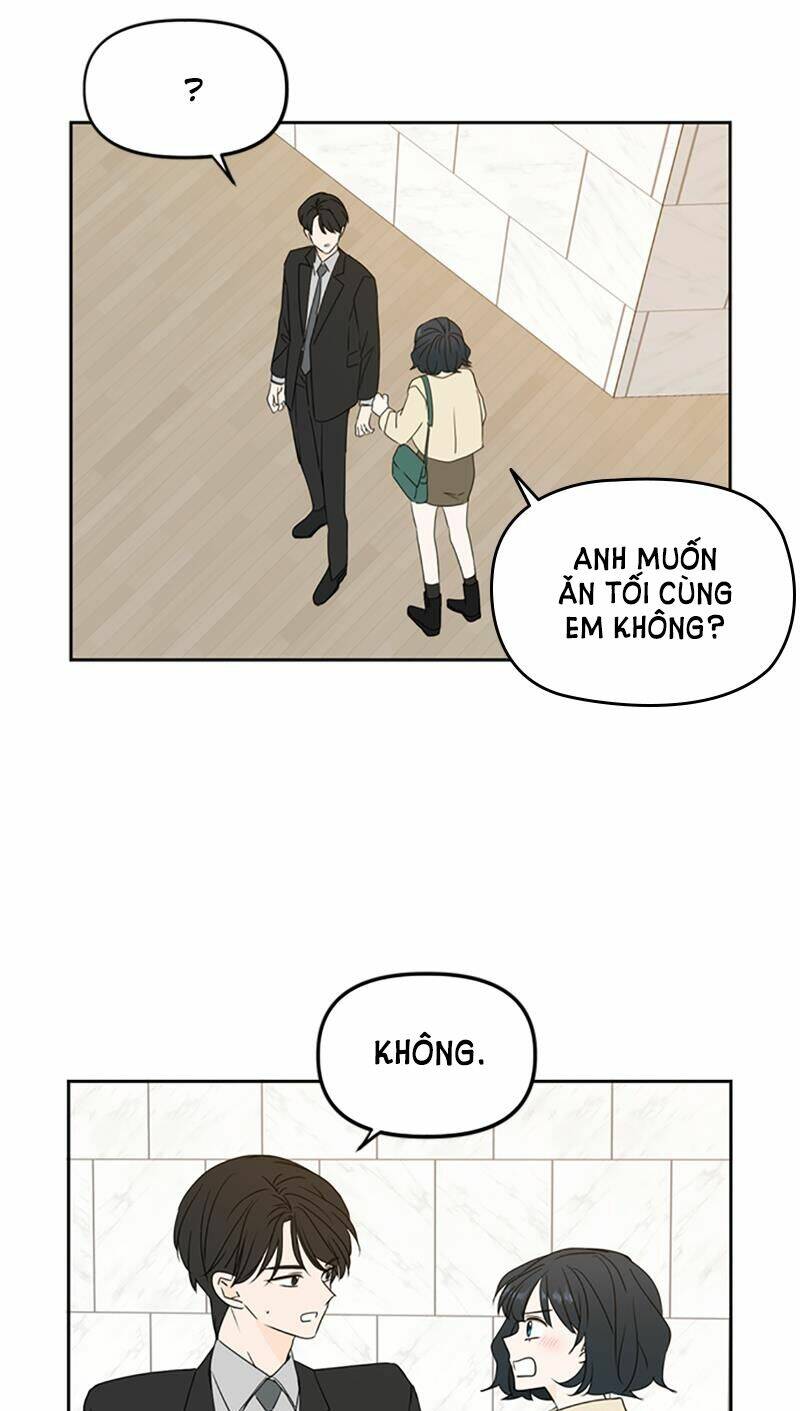 ?
ANH MUỐN
ĂN TỐI CÙNG
EM KHÔNG?
KHÔNG.